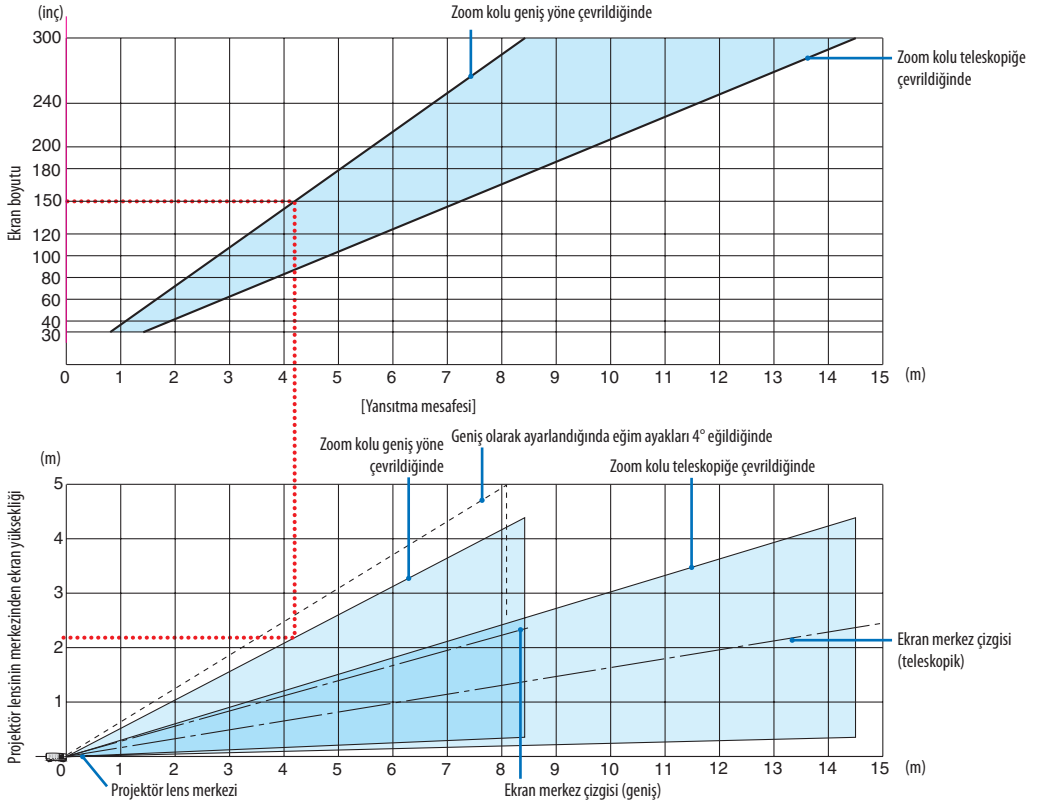 (inç)
Zoom kolu geniş yöne çevrildiğinde
300
Zoom kolu teleskopiğe
çevrildiğinde
240
200
180
150
120
100
80
60
40
30
Ekran boyutu
0 1 2 3 4 5 6 7 8 9 10 11 12 13 14 15 (m)
[Yansıtma mesafesi]
Zoom kolu geniş yöne
çevrildiğinde
Geniş olarak ayarlandığında eğim ayakları 4° eğildiğinde
Zoom kolu teleskopiğe çevrildiğinde
(m)
5
4
3
2
1
Projektör lensinin merkezinden ekran yüksekliği
Ekran merkez çizgisi
(teleskopik)
0 1 2 3 4 5 6 7 8 9 10 11 12 13 14 15 (m)
Projektör lens merkezi
Ekran merkez çizgisi (geniş)